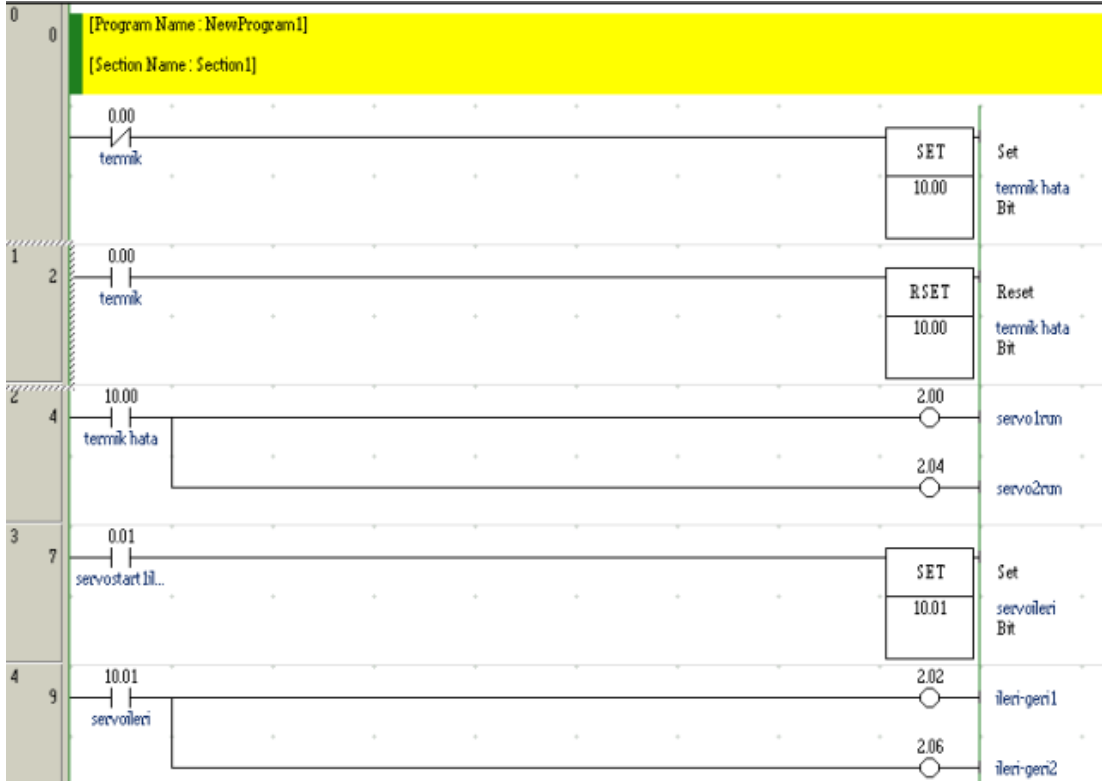 0
0
[Program Name : NewProgram1]
[Section Name : Section1]
0.00
termik
SET
Set
10.00
termik hata
Bit
1
2
0.00
termik
RSET
Reset
10.00
termik hata
Bit
2
4
10.00
termik hata
2.00
servo1run
2.04
servo2run
3
7
0.01
servostart1il...
SET
Set
10.01
servoileri
Bit
4
9
10.01
servoileri
2.02
ileri-geri1
2.06
ileri-geri2